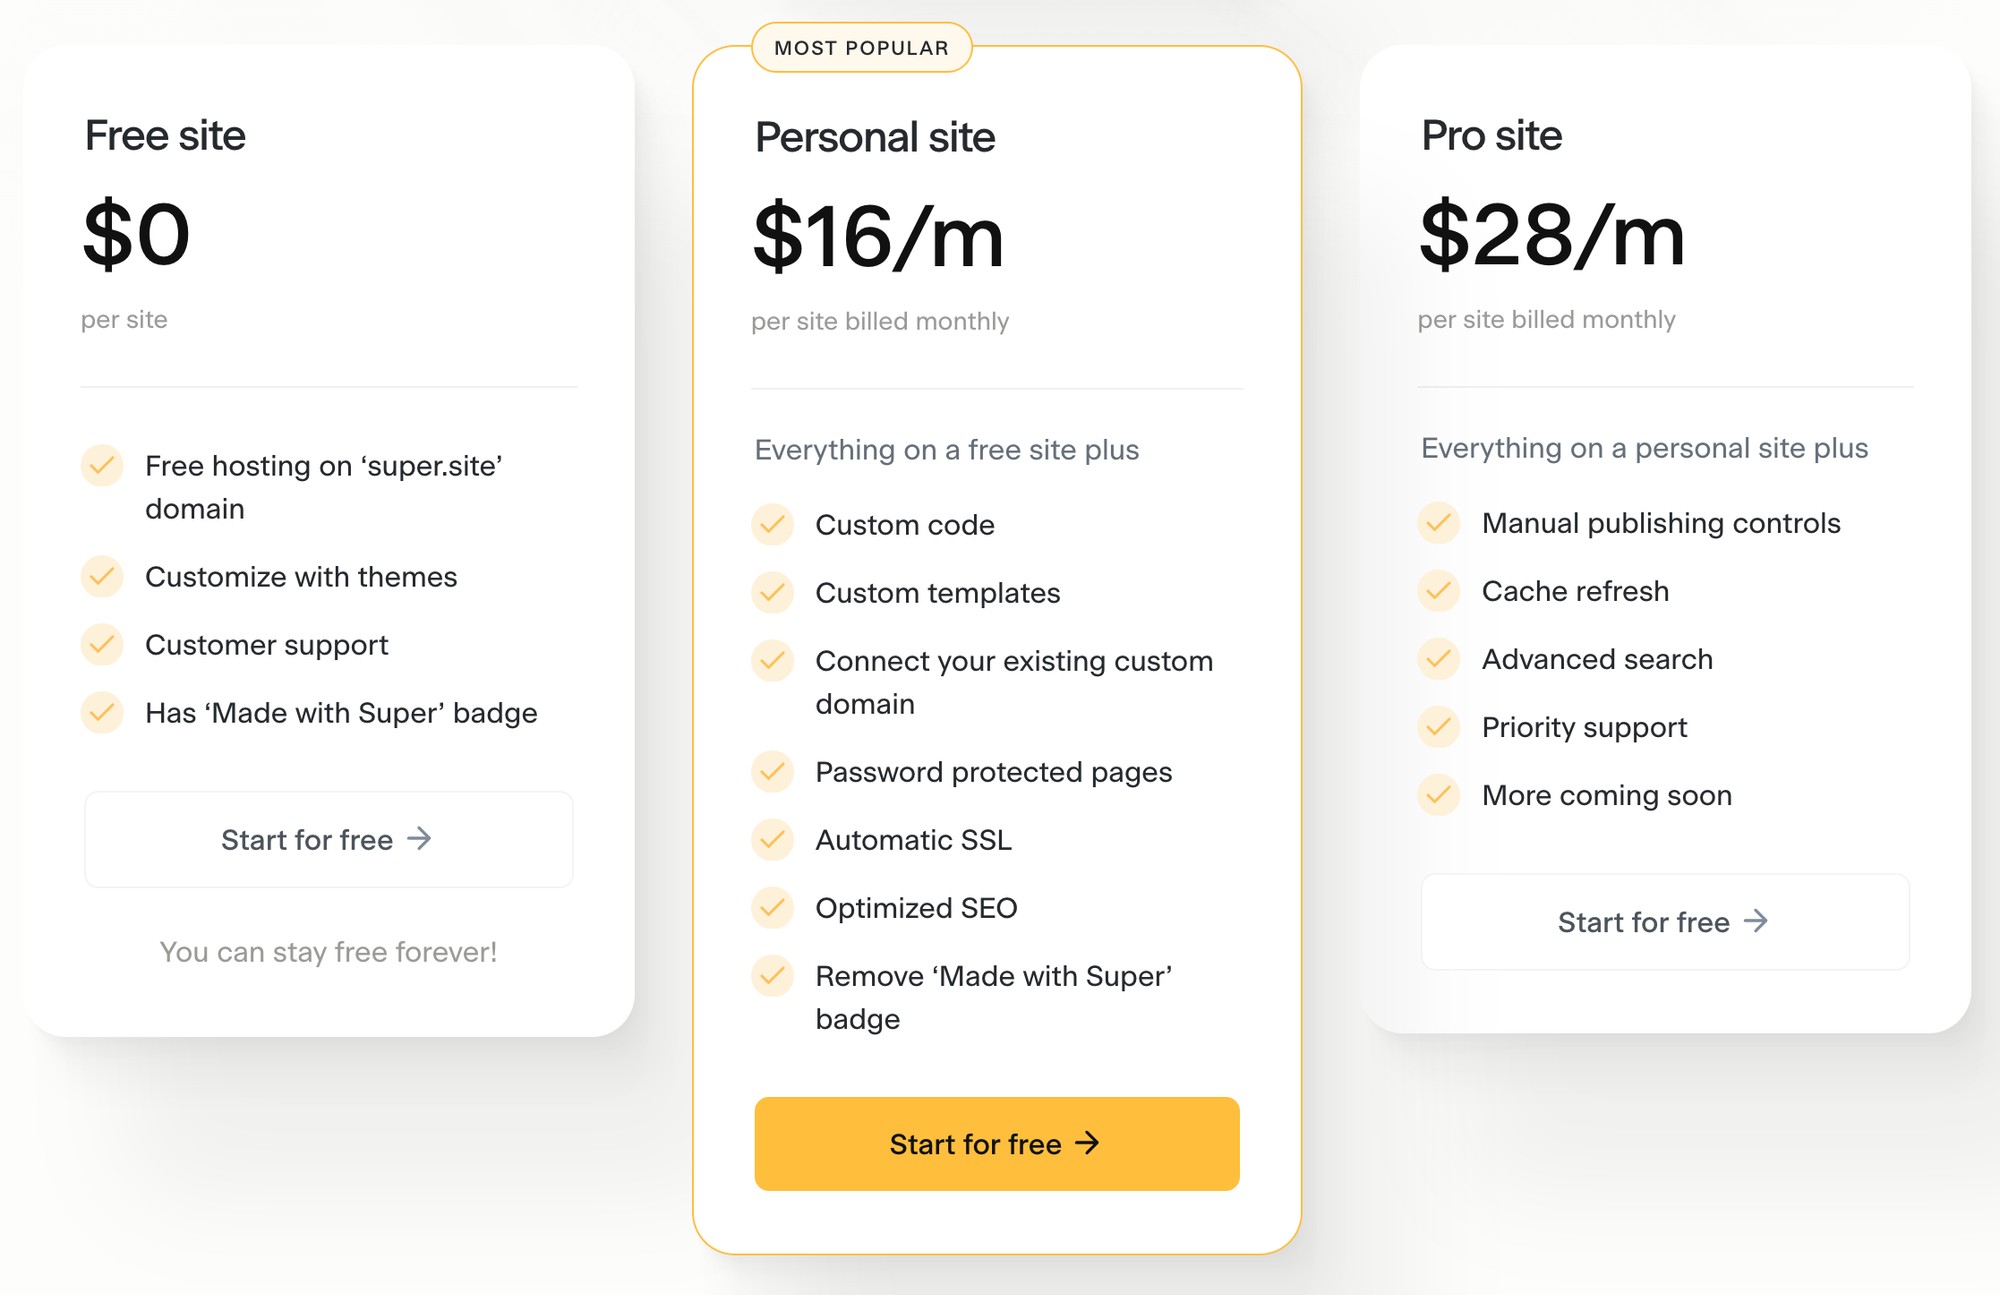 Free site
$0
per site
Free hosting on ‘super.site’
domain
Customize with themes
Customer support
Has ‘Made with Super’ badge
Start for free →
You can stay free forever!
MOST POPULAR
Personal site
$16/m
per site billed monthly
Everything on a free site plus
Custom code
Custom templates
Connect your existing custom
domain
Password protected pages
Automatic SSL
Optimized SEO
Remove ‘Made with Super’
badge
Start for free →
Pro site
$28/m
per site billed monthly
Everything on a personal site plus
Manual publishing controls
Cache refresh
Advanced search
Priority support
More coming soon
Start for free →